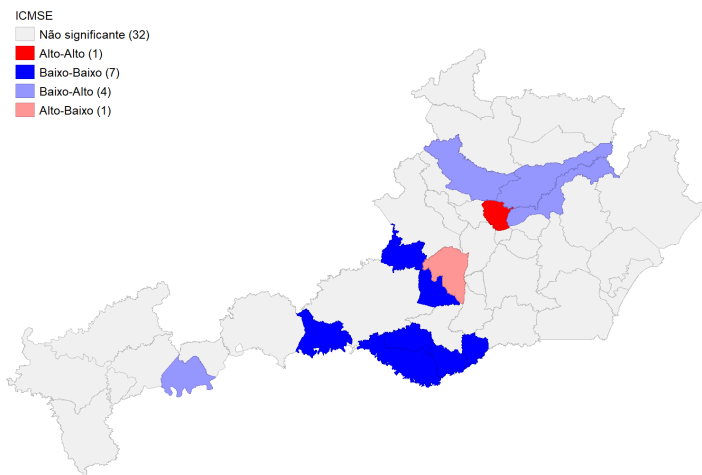 ICMSE
Não significante (32)
Alto-Alto (1)
Baixo-Baixo (7)
Baixo-Alto (4)
Alto-Baixo (1)